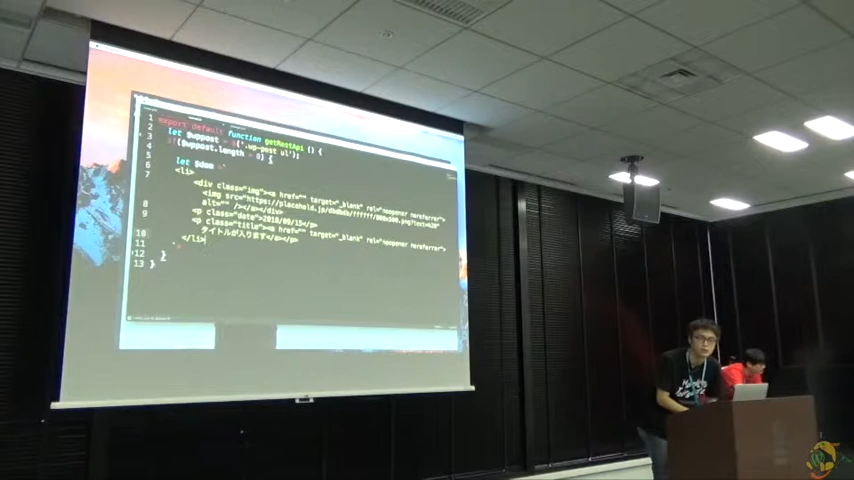 1 export default function getRestApi () {
2 let $wppost = $('.wp-post ul');
3 if($wppost.length > 0) {
4
5 let $dom =
6 <li>
7 <div class="img"><a href="" target="_blank" rel="noopener noreferrer">
<img src="https://placehold.jp/
alt="" /></a></div>
8 <p class="date">2018/09/15</p>
9 <p class="title"><a href="" target="_blank" rel="noopener noreferrer">
タイトルが入ります</a></p>
10 </li>
11
12 }
13 }